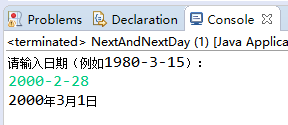 Problems Declaration Console
<terminated> NextAndNextDay (1) [Java Applica
请输入日期（例如1980-3-15）：
2000-2-28
2000年3月1日